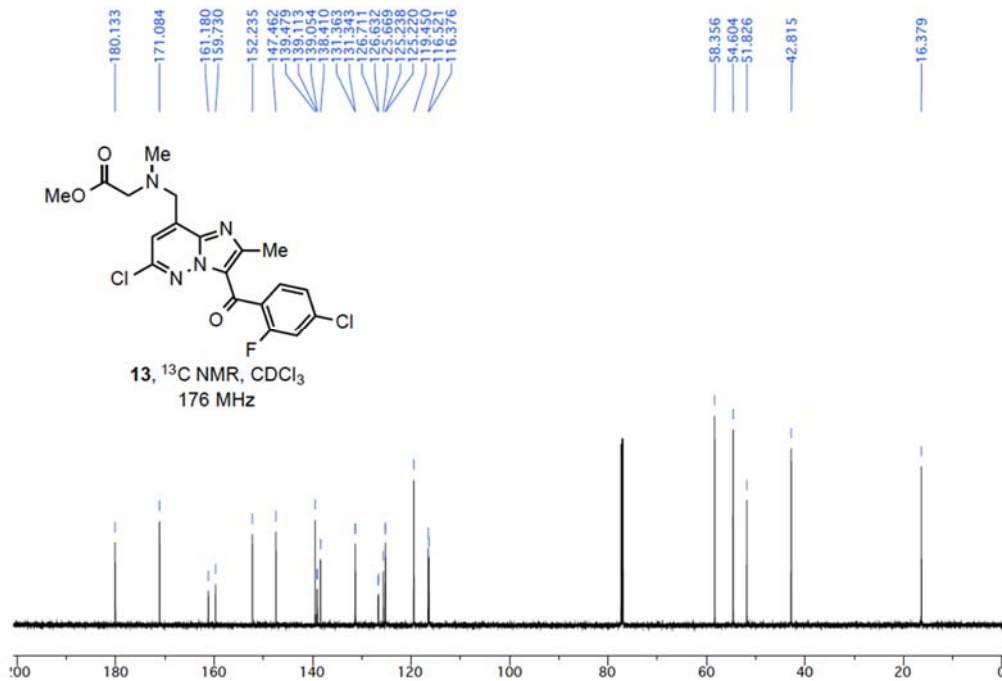 180.133
171.084
161.180
159.730
152.235
147.462
139.479
139.113
139.054
138.410
131.363
131.343
126.711
126.632
125.669
125.238
125.220
119.450
116.521
116.376
58.356
54.604
51.826
42.815
16.379
O
Me
MeO
N
N
Me
Cl
N
N
O
Cl
F
13, ¹³C NMR, CDCl₃
176 MHz
:00 180 160 140 120 100 80 60 40 20 0